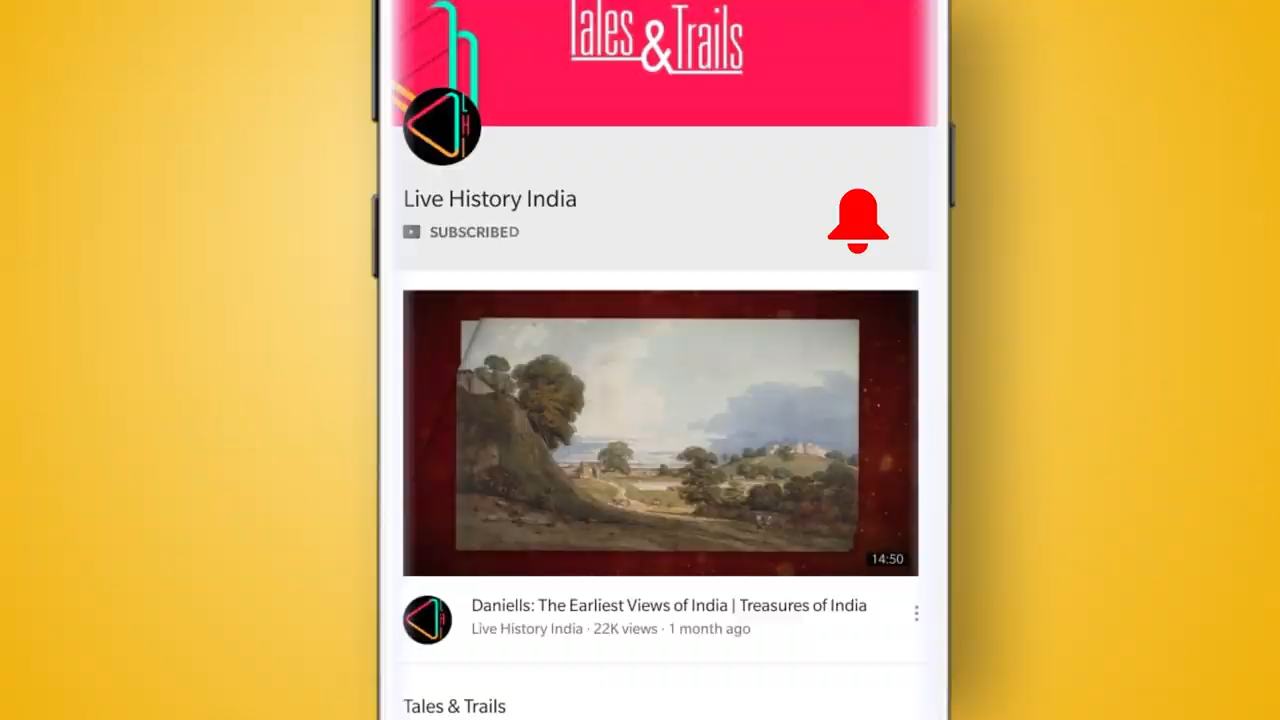 Tales & Trails
L
H
I
Live History India
SUBSCRIBED
14:50
Daniells: The Earliest Views of India | Treasures of India
Live History India · 22K views · 1 month ago
Tales & Trails